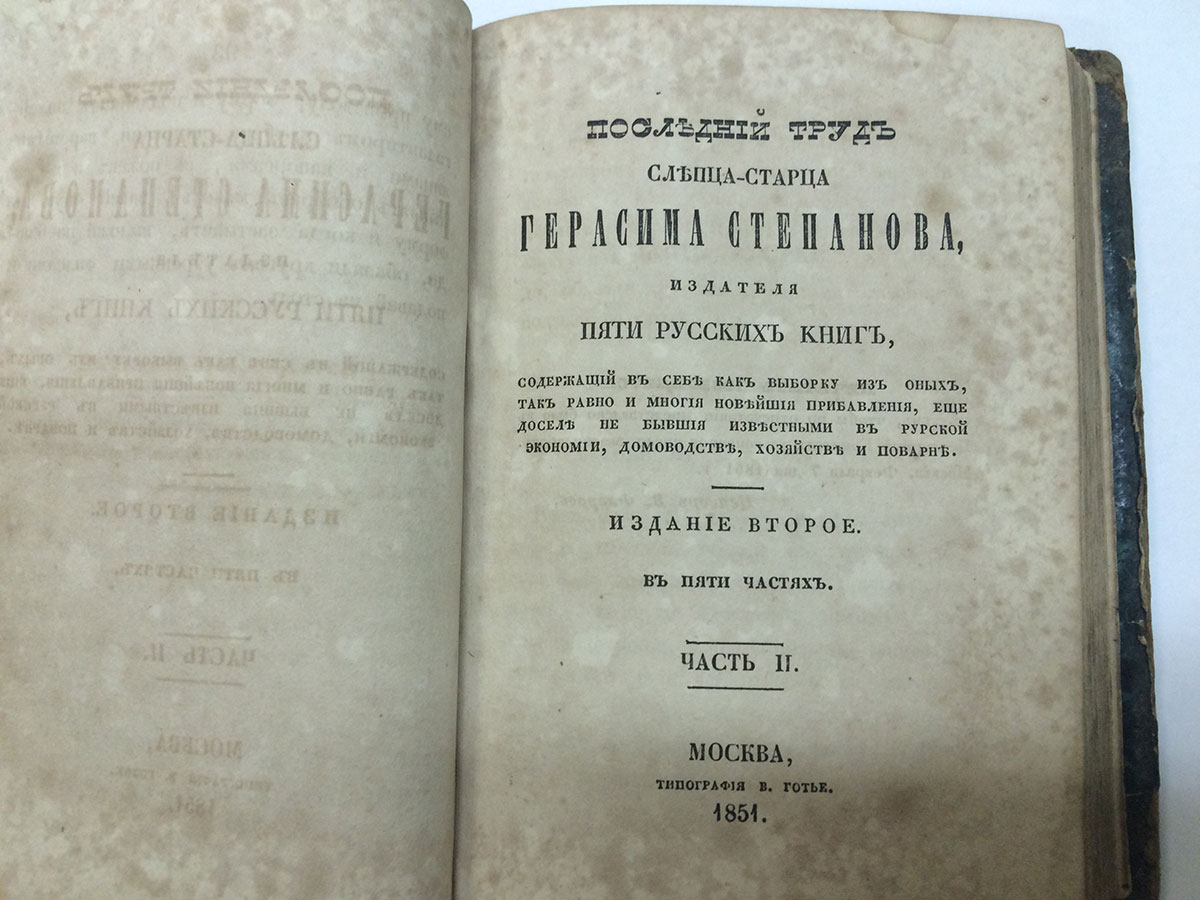 ПОСЛѢДНІЙ ТРУДЪ
СЛѢПЦА-СТАРЦА
ГЕРАСИМА СТЕПАНОВА,
ИЗДАТЕЛЯ
ПЯТИ РУССКИХЪ КНИГЪ,
СОДЕРЖАЩІЙ ВЪ СЕБѢ КАКЪ ВЫБОРКУ ИЗЪ ОНЫХЪ,
ТАКЪ РАВНО И МНОГІЯ НОВѢЙШІЯ ПРИБАВЛЕНІЯ, ЕЩЕ
ДОСЕЛѢ НЕ БЫВШІЯ ИЗВѢСТНЫМИ ВЪ РУРСКОЙ
ЭКОНОМІИ, ДОМОВОДСТВѢ, ХОЗЯЙСТВѢ И ПОВАРНѢ.
ИЗДАНІЕ ВТОРОЕ.
ВЪ ПЯТИ ЧАСТЯХЪ.
ЧАСТЬ II.
МОСКВА,
ТИПОГРАФІЯ В. ГОТЬЕ.
1851.